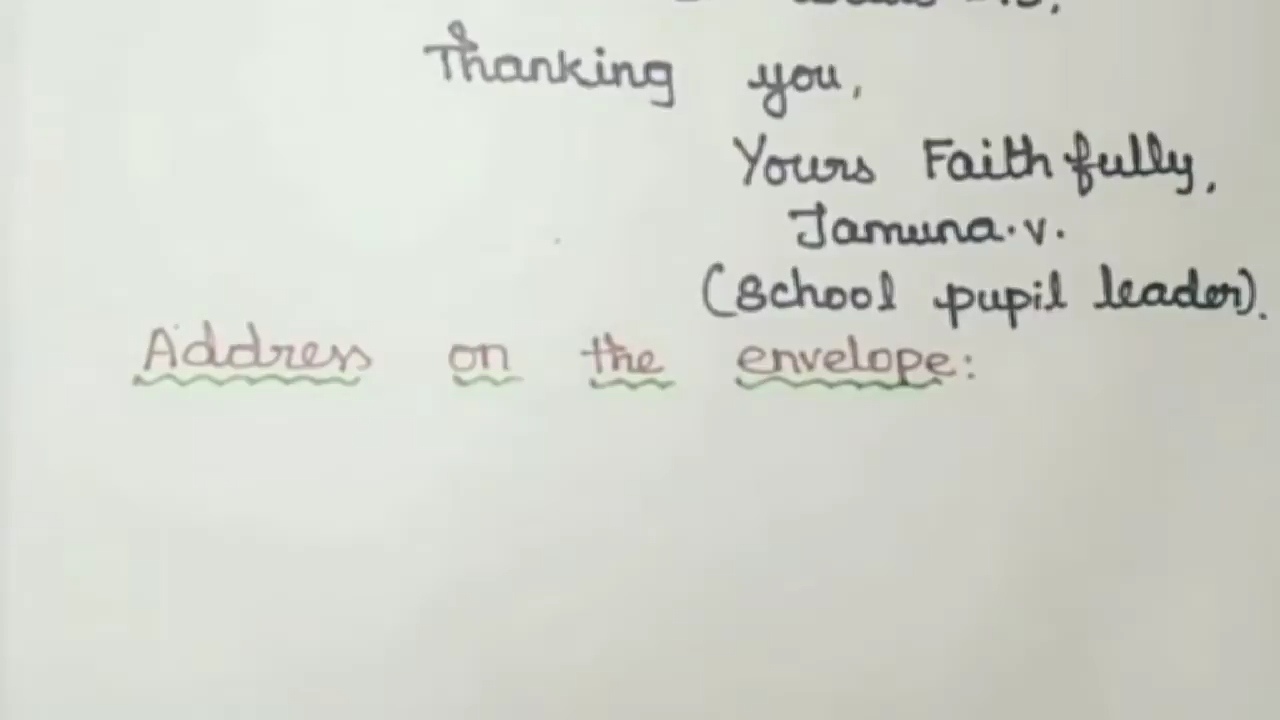 Thanking you,
Yours Faithfully,
Jamuna.v.
(School pupil leader).
Address on the envelope: